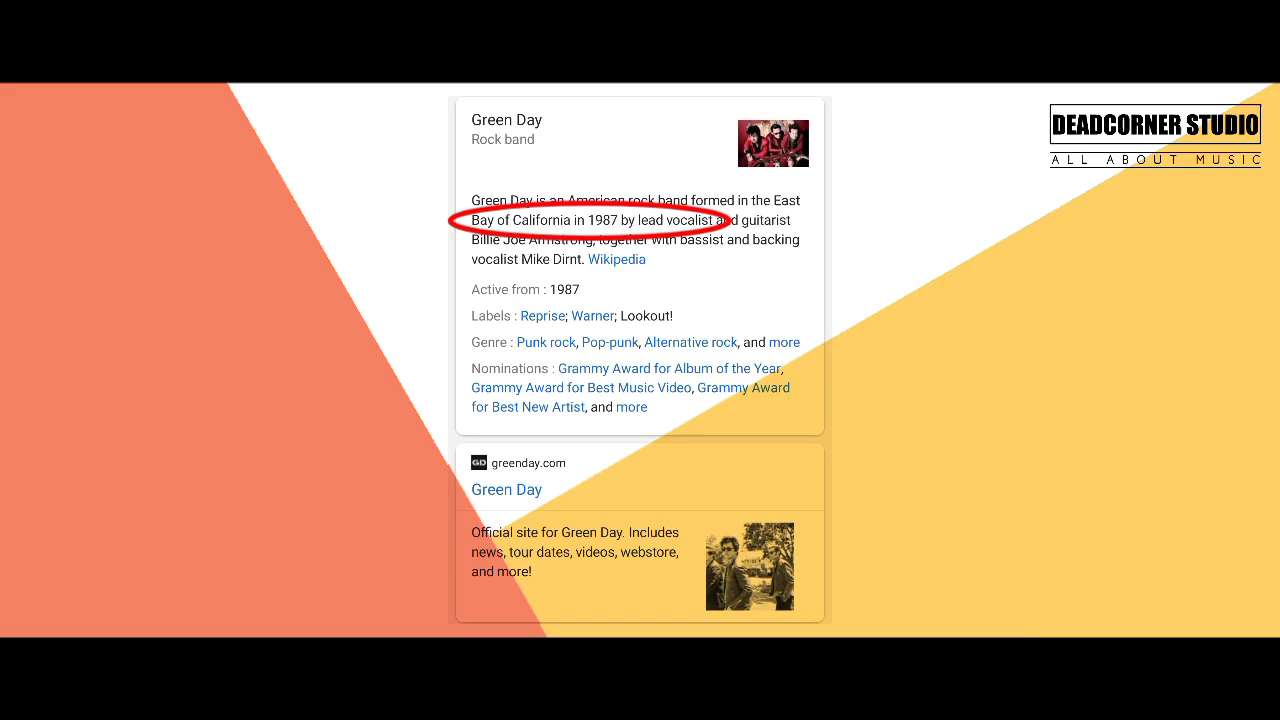 DEADCORNER STUDIO
ALL ABOUT MUSIC
Green Day
Rock band
Green Day is an American rock band formed in the East
Bay of California in 1987 by lead vocalist and guitarist
Billie Joe Armstrong, together with bassist and backing
vocalist Mike Dirnt. Wikipedia
Active from : 1987
Labels : Reprise; Warner; Lookout!
Genre : Punk rock, Pop-punk, Alternative rock, and more
Nominations : Grammy Award for Album of the Year,
Grammy Award for Best Music Video, Grammy Award
for Best New Artist, and more
GD greenday.com
Green Day
Official site for Green Day. Includes
news, tour dates, videos, webstore,
and more!